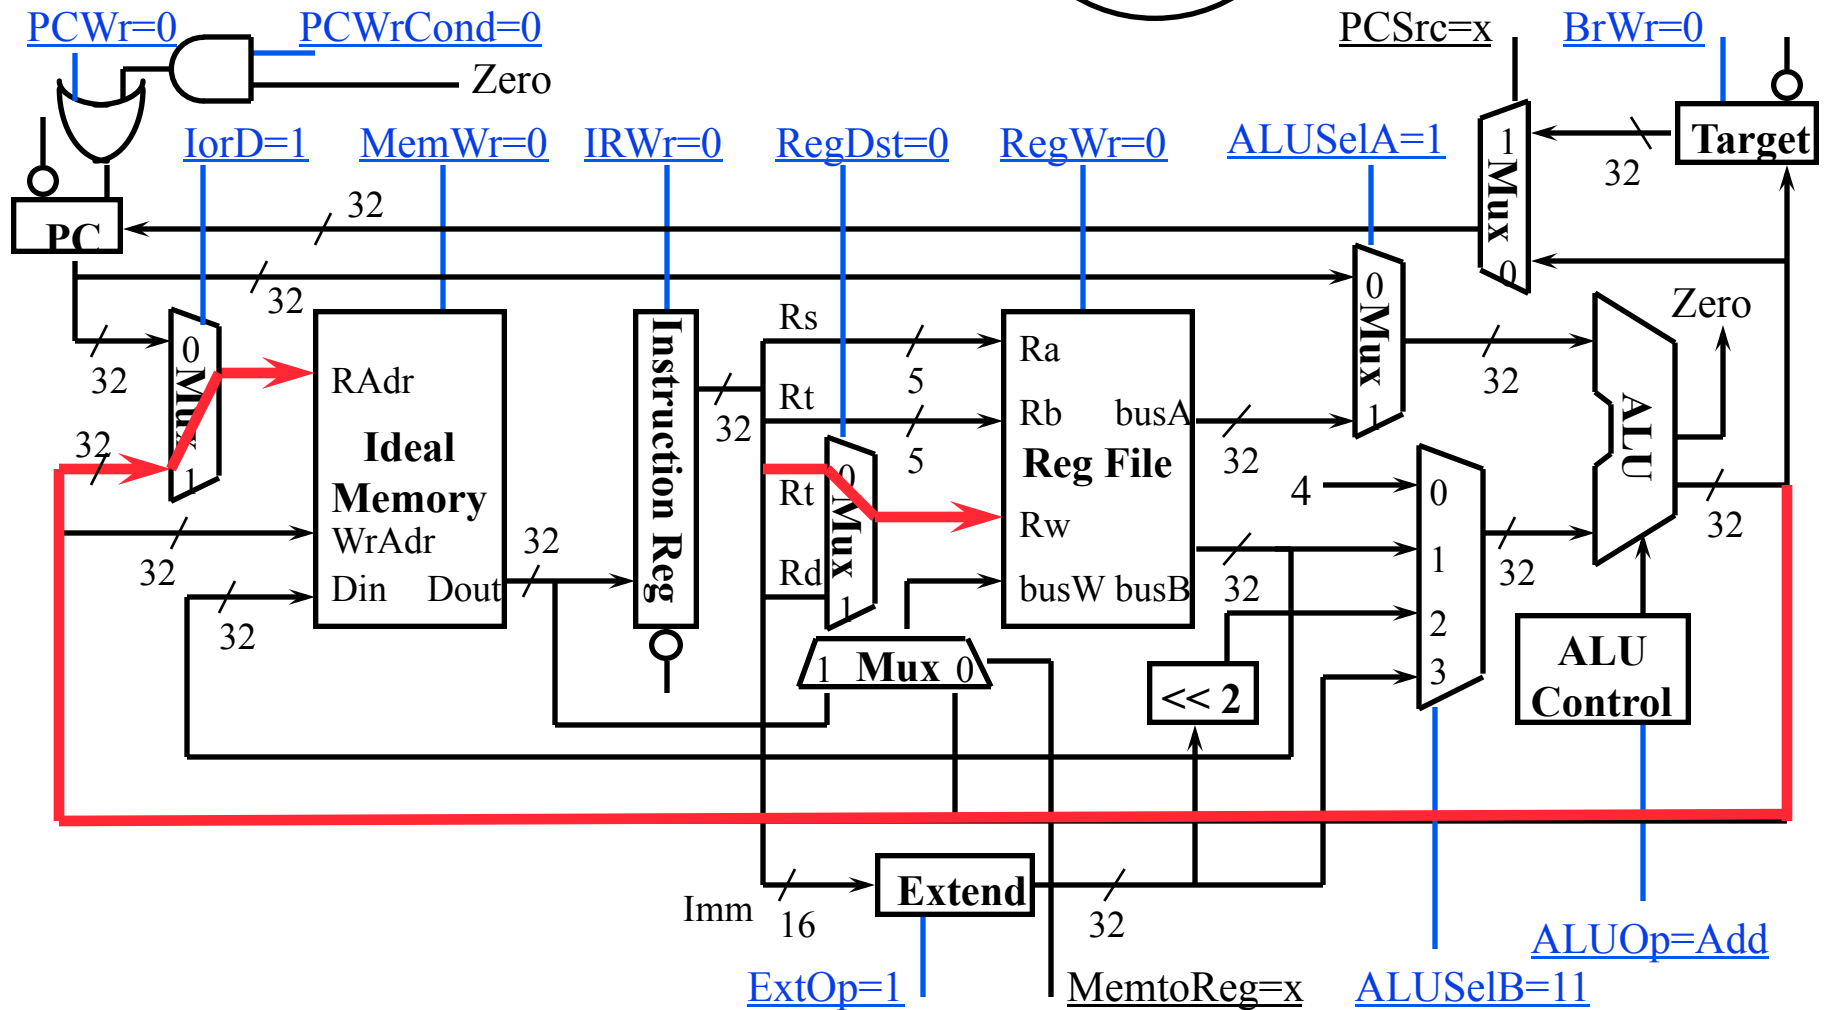 PCWr=0 PCWrCond=0 PCSrc=x BrWr=0
Zero
IorD=1 MemWr=0 IRWr=0 RegDst=0 RegWr=0 ALUSelA=1
1 Mux 0
Target
32
32
PC
32
32
0 Mux 1
32
32
RAdr
Ideal
Memory
WrAdr
32
Din Dout
32
32
Instruction Reg
32
Rs
5
Rt
5
Rt
Rd
0 Mux 1
Ra
Rb busA
Reg File
Rw
busW busB
32
32
0 Mux 1
32
4
0
1
2
3
32
ALU
Zero
32
1 Mux 0
<< 2
ALU
Control
Imm
16
Extend
32
ExtOp=1 MemtoReg=x ALUSelB=11
ALUOp=Add